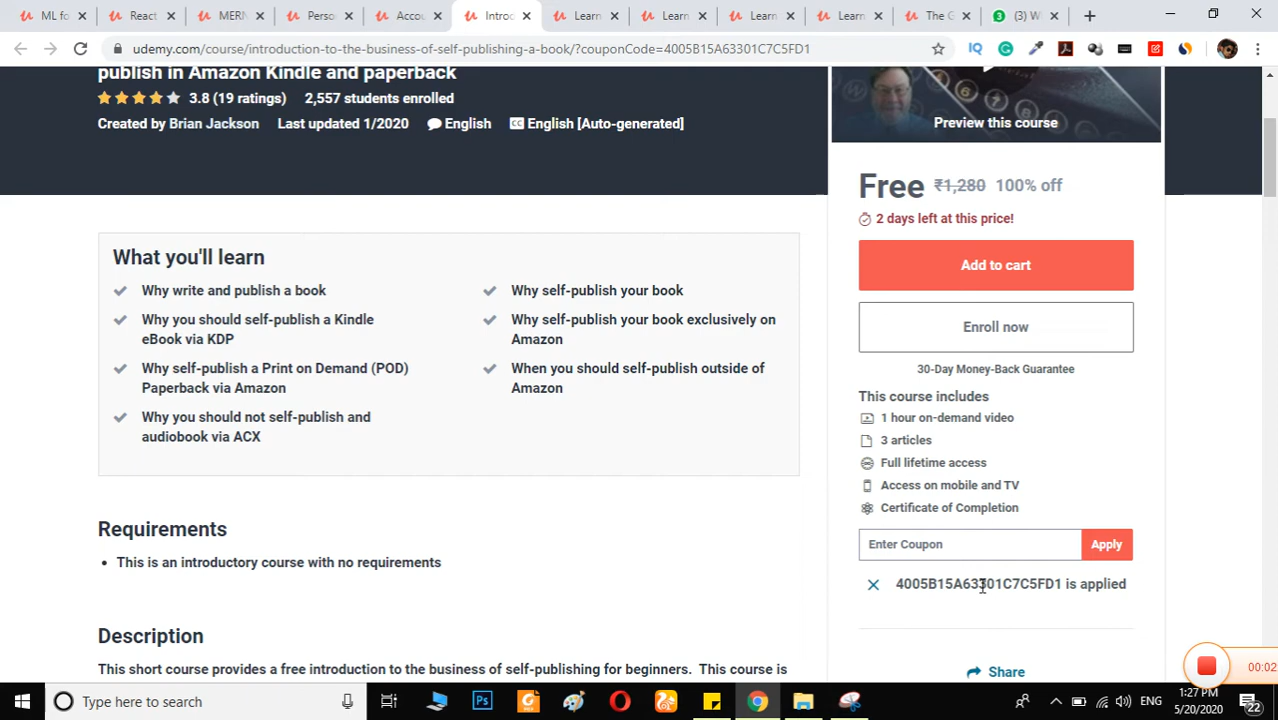 ML fo
React
MERN
Perso
Accou
Introd
Learn
Learn
Learn
Learn
The G
(3) W
udemy.com/course/introduction-to-the-business-of-self-publishing-a-book/?couponCode=4005B15A63301C7C5FD1
publish in Amazon Kindle and paperback
3.8 (19 ratings) 2,557 students enrolled
Created by Brian Jackson Last updated 1/2020 English English [Auto-generated]
Preview this course
Free ₹1,280 100% off
2 days left at this price!
Add to cart
Enroll now
30-Day Money-Back Guarantee
This course includes
1 hour on-demand video
3 articles
Full lifetime access
Access on mobile and TV
Certificate of Completion
Enter Coupon Apply
4005B15A63301C7C5FD1 is applied
Share
What you'll learn
Why write and publish a book
Why you should self-publish a Kindle
eBook via KDP
Why self-publish a Print on Demand (POD)
Paperback via Amazon
Why you should not self-publish and
audiobook via ACX
Why self-publish your book
Why self-publish your book exclusively on
Amazon
When you should self-publish outside of
Amazon
Requirements
This is an introductory course with no requirements
Description
This short course provides a free introduction to the business of self-publishing for beginners. This course is
00:02
Type here to search
ENG
1:27 PM
5/20/2020
22